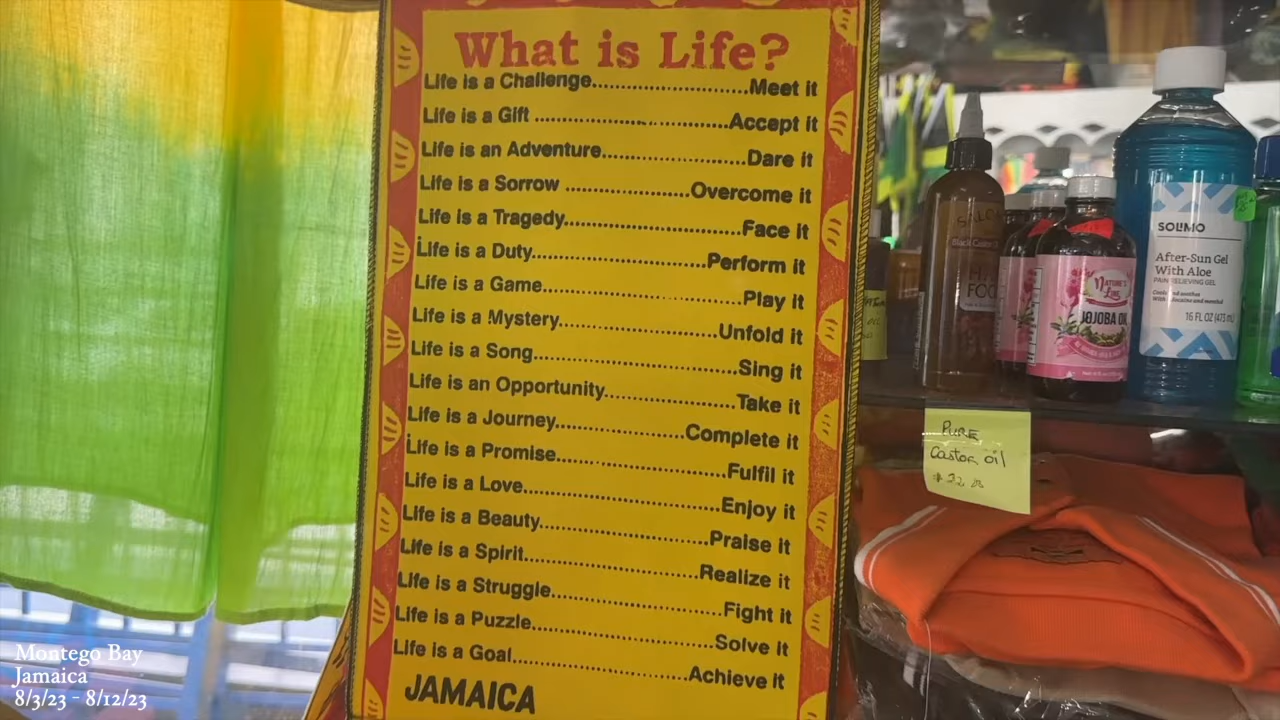 What is Life?
Life is a Challenge..............................Meet it
Life is a Gift .....................................Accept it
Life is an Adventure............................Dare it
Life is a Sorrow ........................Overcome it
Life is a Tragedy..................................Face it
Life is a Duty..................................Perform it
Life is a Game.......................................Play it
Life is a Mystery..............................Unfold it
Life is a Song.......................................Sing it
Life is an Opportunity.........................Take it
Life is a Journey.........................Complete it
Life is a Promise................................Fulfil it
Life is a Love.....................................Enjoy it
Life is a Beauty................................Praise it
Life is a Spirit.................................Realize it
Life is a Struggle.................................Fight it
Life is a Puzzle....................................Solve it
Life is a Goal..................................Achieve it
JAMAICA
Black Castor
FOO
NATURE'S
JOJOBA OIL
SOLIMO
After-Sun Gel
With Aloe
PAIN RELIEVING GEL
16 FL OZ (473 mL)
PURE
Castor oil
Montego Bay
Jamaica
8/3/23 - 8/12/23